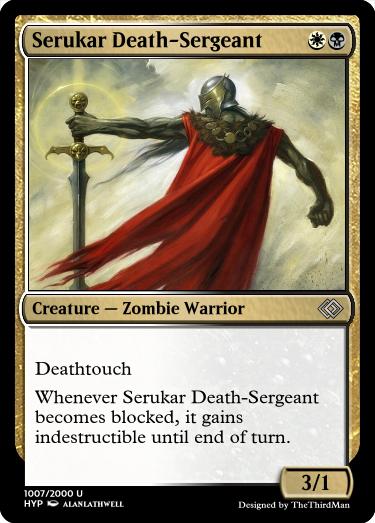 Serukar Death-Sergeant
Creature — Zombie Warrior
Deathtouch
Whenever Serukar Death-Sergeant
becomes blocked, it gains
indestructible until end of turn.
3/1
1007/2000 U
HYP ALANLATHWELL
Designed by TheThirdMan